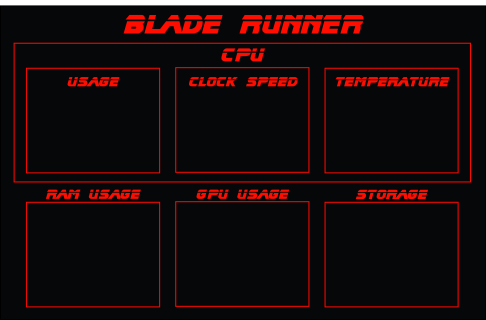 BLADE RUNNER
CPU
USAGE CLOCK SPEED TEMPERATURE
RAM USAGE GPU USAGE STORAGE